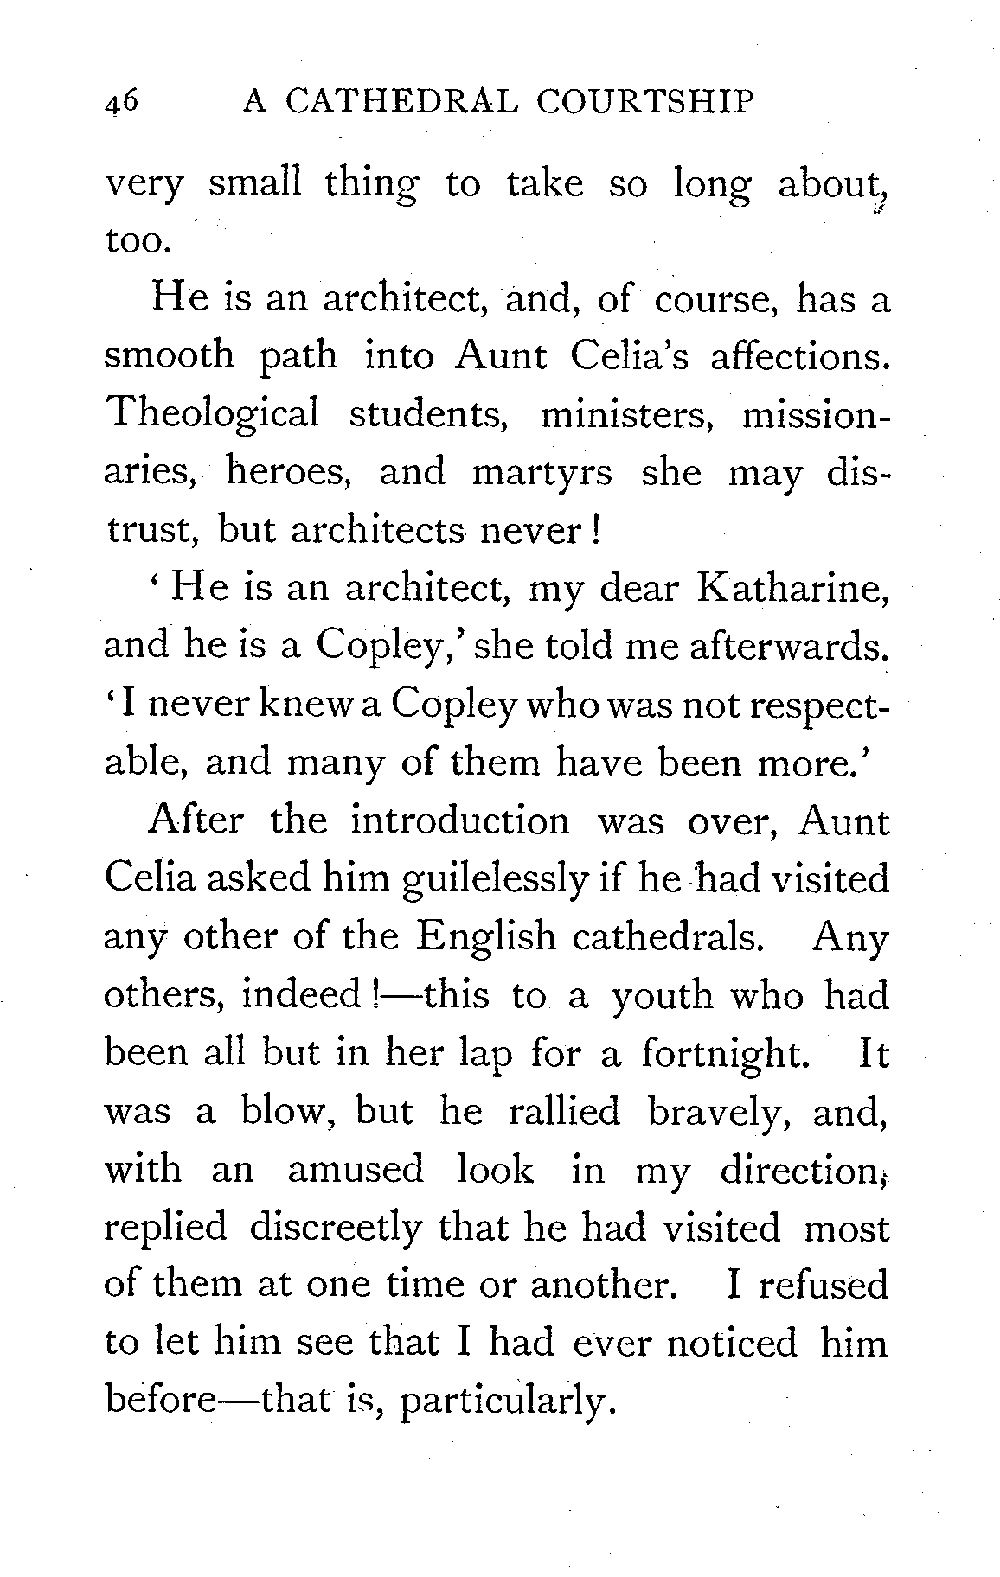 46 A CATHEDRAL COURTSHIP
very small thing to take so long about,
too.
He is an architect, and, of course, has a
smooth path into Aunt Celia's affections.
Theological students, ministers, mission-
aries, heroes, and martyrs she may dis-
trust, but architects never !
‘ He is an architect, my dear Katharine,
and he is a Copley,’ she told me afterwards.
‘ I never knew a Copley who was not respect-
able, and many of them have been more.’
After the introduction was over, Aunt
Celia asked him guilelessly if he had visited
any other of the English cathedrals. Any
others, indeed !—this to a youth who had
been all but in her lap for a fortnight. It
was a blow, but he rallied bravely, and,
with an amused look in my direction,
replied discreetly that he had visited most
of them at one time or another. I refused
to let him see that I had ever noticed him
before—that is, particularly.